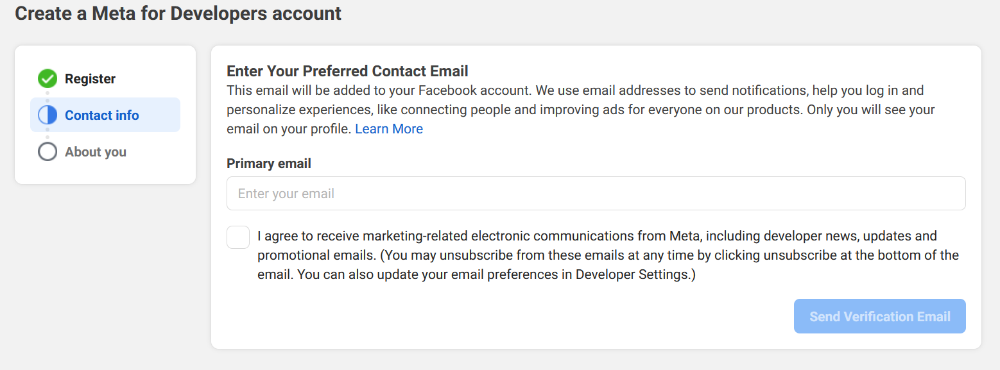 Create a Meta for Developers account
Register
Contact info
About you
Enter Your Preferred Contact Email
This email will be added to your Facebook account. We use email addresses to send notifications, help you log in and
personalize experiences, like connecting people and improving ads for everyone on our products. Only you will see your
email on your profile. Learn More
Primary email
Enter your email
I agree to receive marketing-related electronic communications from Meta, including developer news, updates and
promotional emails. (You may unsubscribe from these emails at any time by clicking unsubscribe at the bottom of the
email. You can also update your email preferences in Developer Settings.)
Send Verification Email